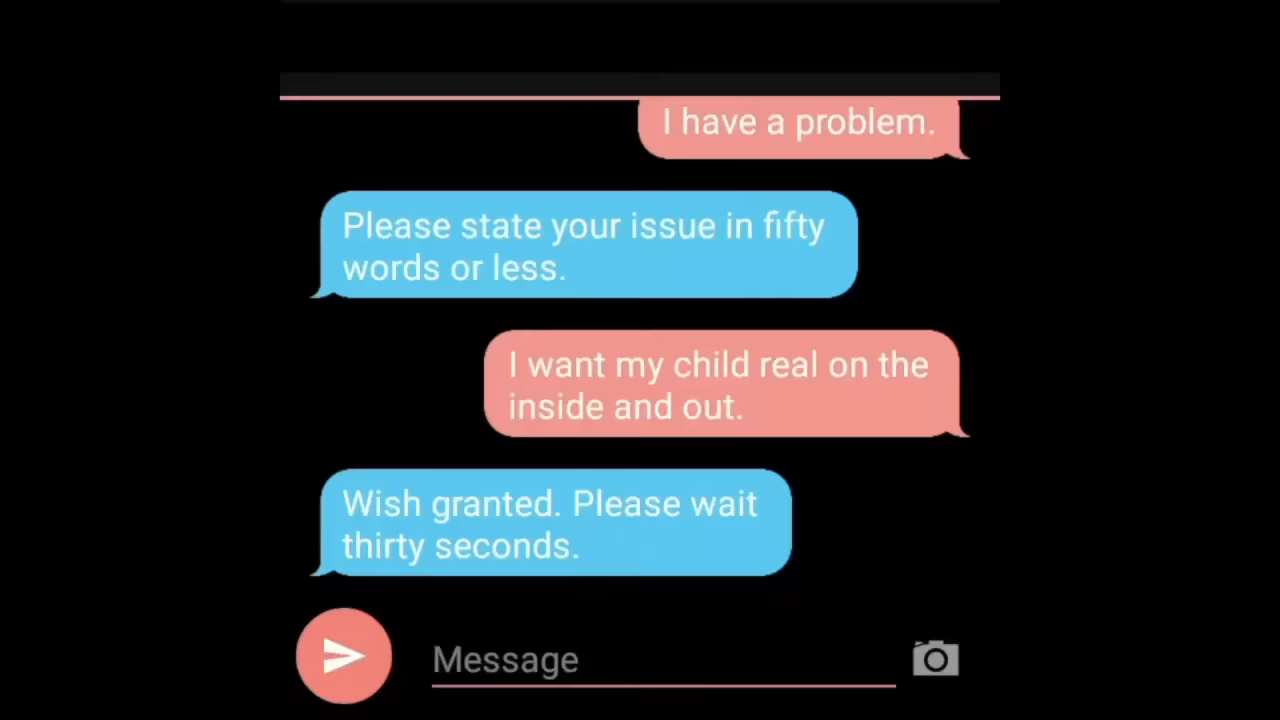 I have a problem.
Please state your issue in fifty
words or less.
I want my child real on the
inside and out.
Wish granted. Please wait
thirty seconds.
Message